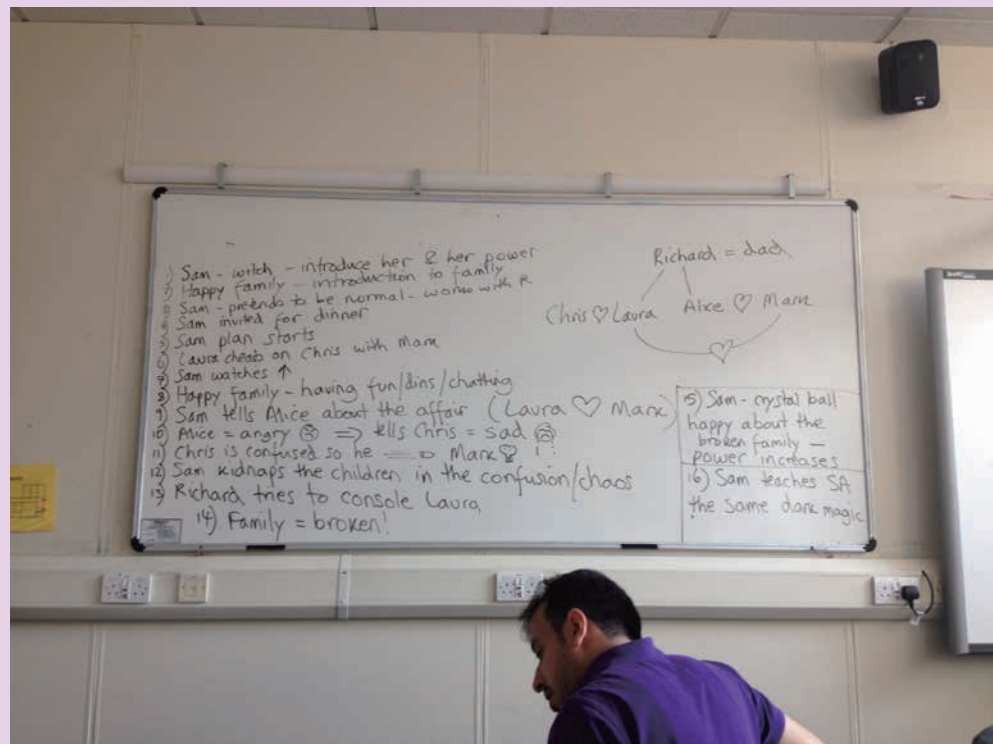 1) Sam - witch - introduce her & her power
2) Happy family - introduction to family
3) Sam - pretends to be normal - works with R
4) Sam invited for dinner
5) Sam plan starts
6) Laura cheats on Chris with Mark
7) Sam watches ↑
8) Happy Family - having fun/dins/chatting
9) Sam tells Alice about the affair (Laura ♡ Mark)
10) Alice = angry ☹ ⇒ tells Chris = sad ☹
11) Chris is confused so he Mark
12) Sam kidnaps the children in the confusion/chaos
13) Richard tries to console Laura
14) Family = broken!
Richard = dad
Chris ♡ Laura Alice ♡ Mark
♡
15) Sam - crystal ball
happy about the
broken family -
power increases
16) Sam teaches SA
the same dark magic